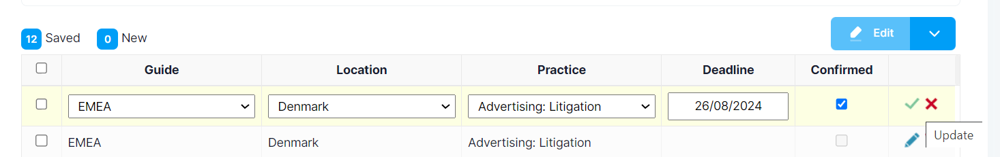 12 Saved 0 New Edit
Guide Location Practice Deadline Confirmed
EMEA Denmark Advertising: Litigation 26/08/2024
Update
EMEA Denmark Advertising: Litigation